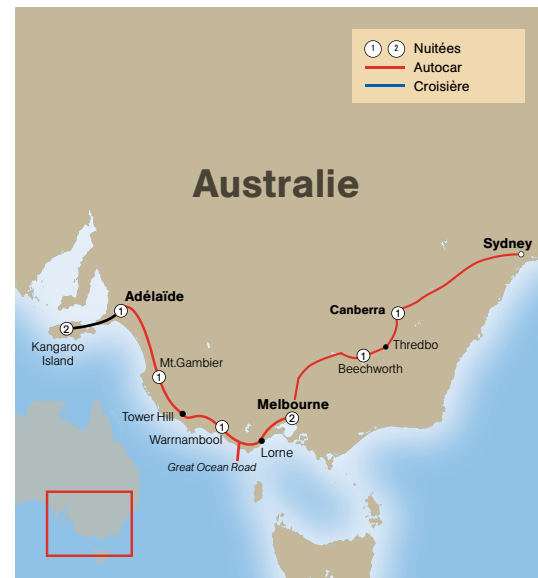 1 2 Nuitées
Autocar
Croisière
Australie
Sydney
Adélaïde
1
Canberra
1
2
Kangaroo
Island
Thredbo
Mt.Gambier
1
Beechworth
1
Melbourne
Tower Hill
2
1
Warrnambool
Lorne
Great Ocean Road